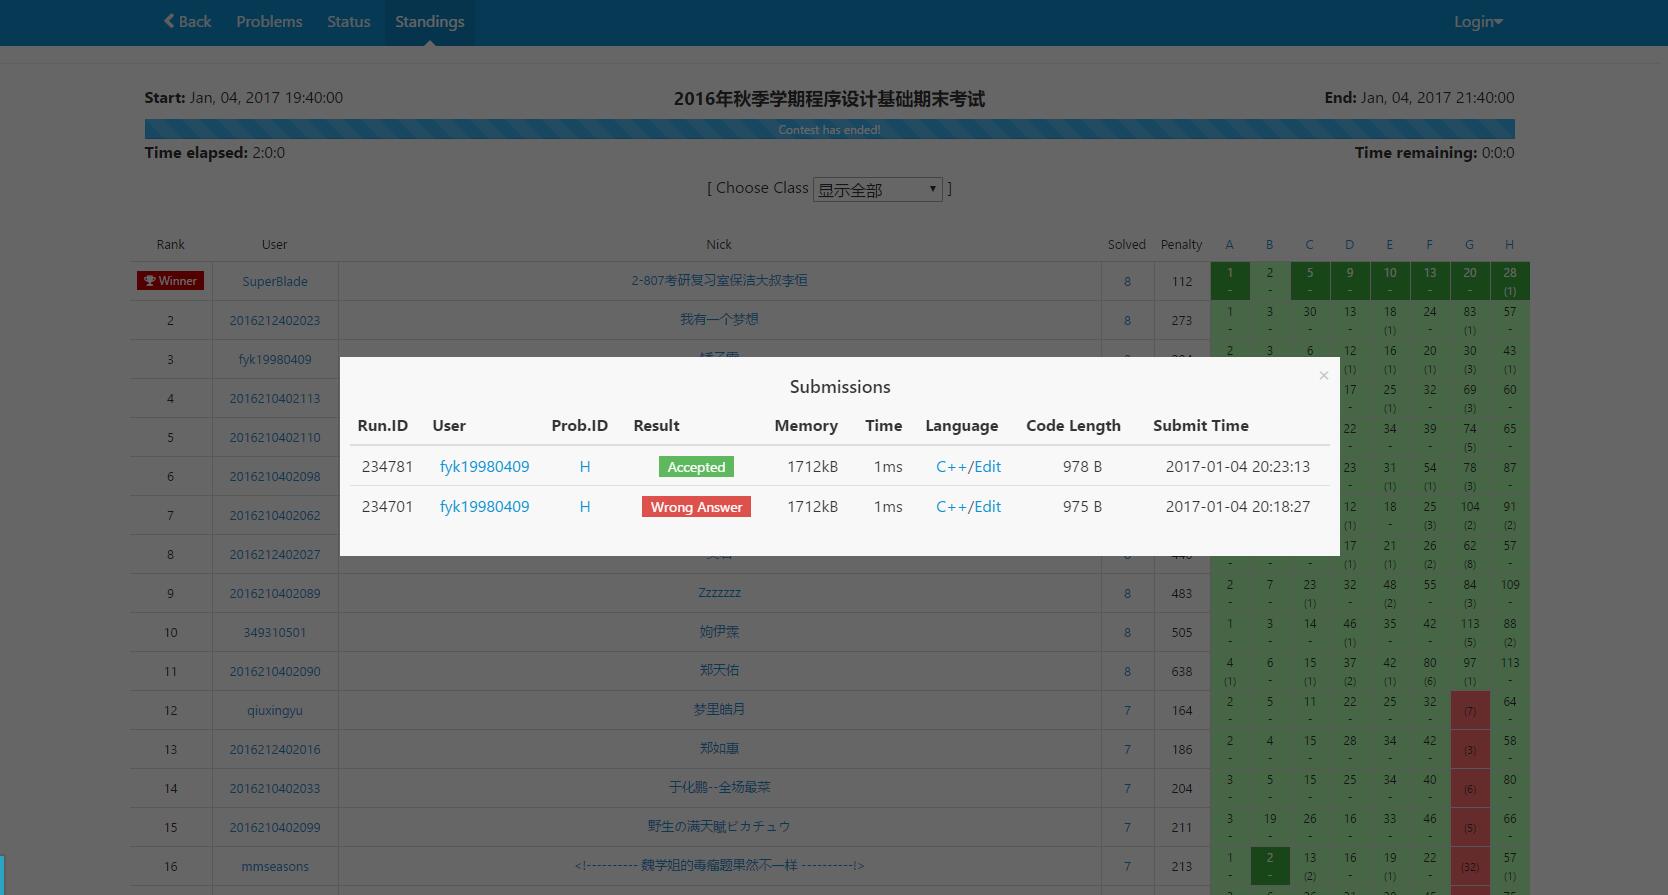 Back Problems Status Standings Login
Start: Jan, 04, 2017 19:40:00 2016年秋季学期程序设计基础期末考试 End: Jan, 04, 2017 21:40:00
Contest has ended!
Time elapsed: 2:0:0 Time remaining: 0:0:0
[ Choose Class 显示全部 ]
Rank User Nick Solved Penalty A B C D E F G H
Winner SuperBlade 2-807考研复习室保洁大叔李恒 8 112 1 2 5 9 10 13 20 28
- - - - - - - (1)
2 2016212402023 我有一个梦想 8 273 1 3 30 13 18 24 83 57
- - - - (1) - (1) -
3 fyk19980409 2 3 6 12 16 20 30 43
(1) (1) (1) (3) (1)
4 2016210402113 17 25 32 69 60
- (1) - (3) -
5 2016210402110 22 34 39 74 65
- - - (5) -
6 2016210402098 23 31 54 78 87
- (1) (1) (3) -
7 2016210402062 12 18 25 104 91
(1) - (3) (2) (2)
8 2016212402027 17 21 26 62 57
- - - (1) (1) (2) (8) -
Submissions ×
Run.ID User Prob.ID Result Memory Time Language Code Length Submit Time
234781 fyk19980409 H Accepted 1712kB 1ms C++/Edit 978 B 2017-01-04 20:23:13
234701 fyk19980409 H Wrong Answer 1712kB 1ms C++/Edit 975 B 2017-01-04 20:18:27
9 2016210402089 Zzzzzzz 8 483 2 7 23 32 48 55 84 109
- - (1) - (2) - (3) -
10 349310501 姰伊霂 8 505 1 3 14 46 35 42 113 88
- - - (1) - - (5) (2)
11 2016210402090 郑天佑 8 638 4 6 15 37 42 80 97 113
(1) - (1) (2) (1) (6) (1) -
12 qiuxingyu 梦里皓月 7 164 2 5 11 22 25 32 (7) 64
- - - - - - -
13 2016212402016 郑如惠 7 186 2 4 15 28 34 42 (3) 58
- - - - - - -
14 2016210402033 于化鹏--全场最菜 7 204 3 5 15 25 34 40 (6) 80
- - - - - - -
15 2016210402099 野生の满天赋ピカチュウ 7 211 3 19 26 16 33 46 (5) 66
- - - - - - -
16 mmseasons <!---------- 魏学姐的毒瘤题果然不一样 ----------!> 7 213 1 2 13 16 19 22 (32) 57
- - (2) - (1) - (1)